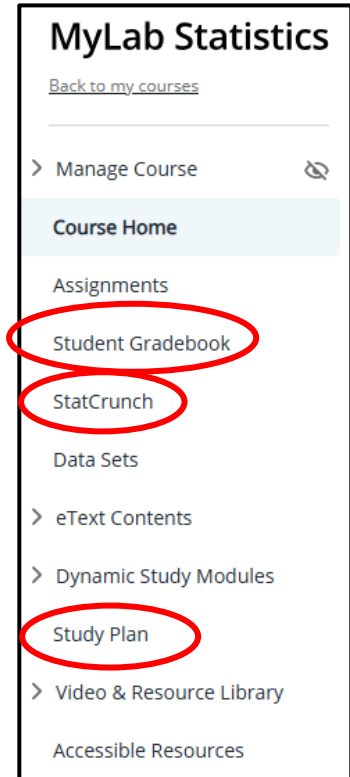 MyLab Statistics
Back to my courses
Manage Course
Course Home
Assignments
Student Gradebook
StatCrunch
Data Sets
eText Contents
Dynamic Study Modules
Study Plan
Video & Resource Library
Accessible Resources